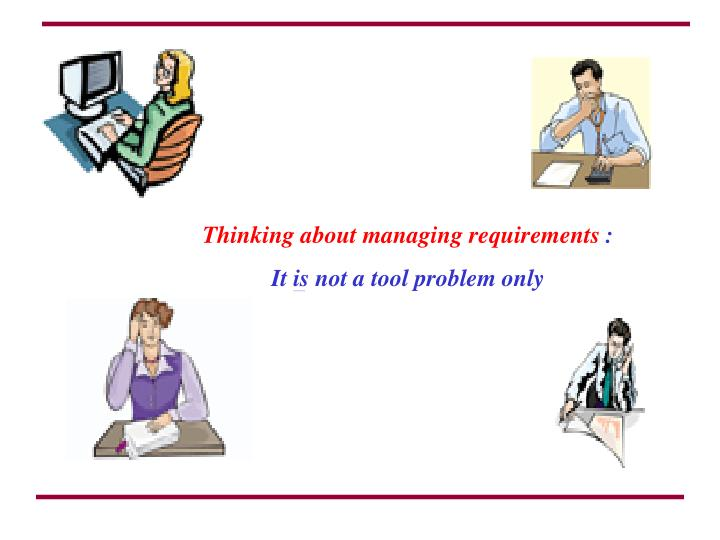 Thinking about managing requirements :
It is not a tool problem only